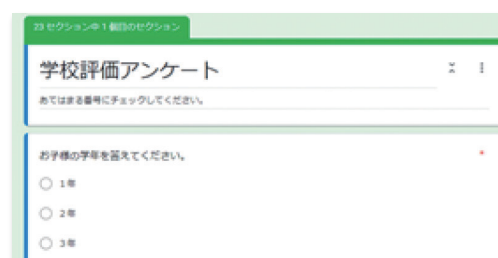 23 セクション中 1 個目のセクション
学校評価アンケート
あてはまる番号にチェックしてください。
お子様の学年を答えてください。 *
1年
2年
3年